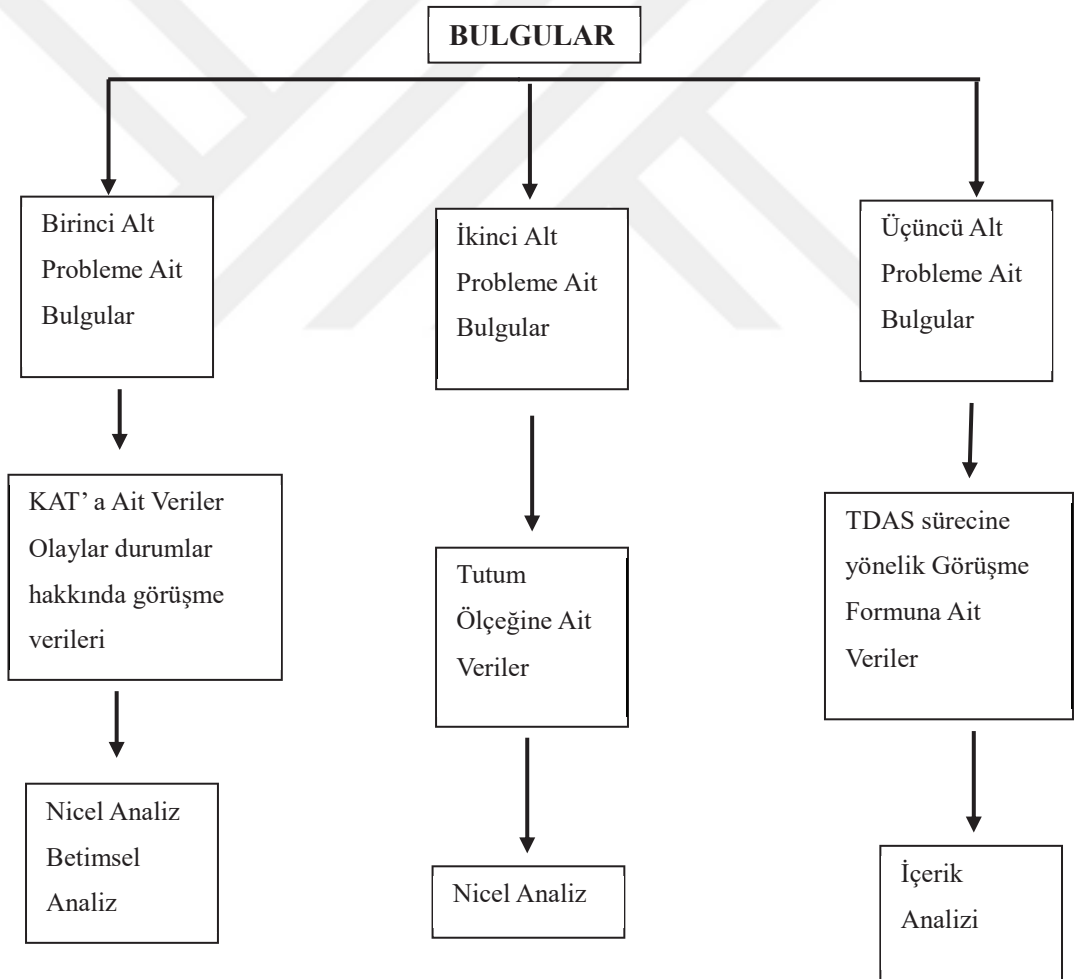 BULGULAR
Birinci Alt
Probleme Ait
Bulgular
İkinci Alt
Probleme Ait
Bulgular
Üçüncü Alt
Probleme Ait
Bulgular
KAT’ a Ait Veriler
Olaylar durumlar
hakkında görüşme
verileri
Tutum
Ölçeğine Ait
Veriler
TDAS sürecine
yönelik Görüşme
Formuna Ait
Veriler
Nicel Analiz
Betimsel
Analiz
Nicel Analiz
İçerik
Analizi